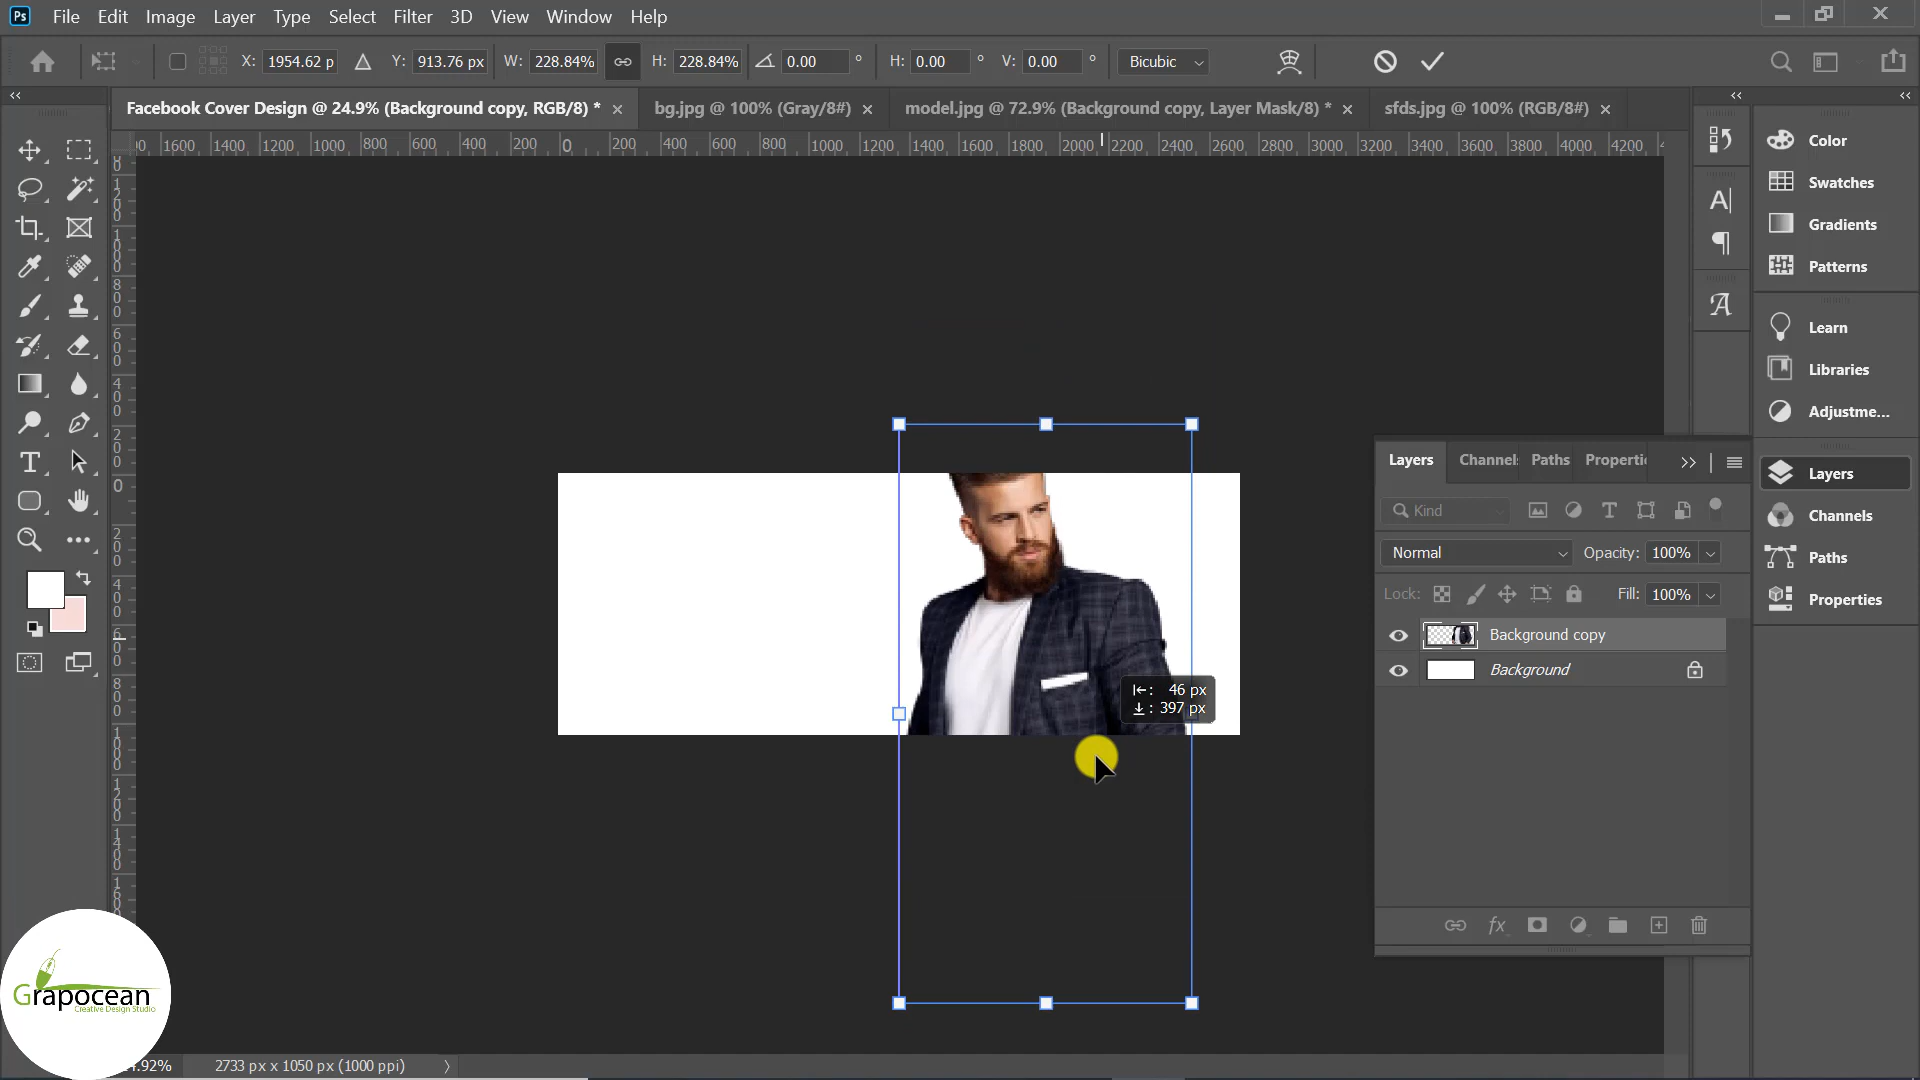 Ps File Edit Image Layer Type Select Filter 3D View Window Help
X: 1954.62 p Y: 913.76 px W: 228.84% H: 228.84% 0.00 ° H: 0.00 ° V: 0.00 ° Bicubic
Facebook Cover Design @ 24.9% (Background copy, RGB/8) * × bg.jpg @ 100% (Gray/8#) × model.jpg @ 72.9% (Background copy, Layer Mask/8) * × sfds.jpg @ 100% (RGB/8#) ×
1600 1400 1200 1000 800 600 400 200 0 200 400 600 800 1000 1200 1400 1600 1800 2000 2200 2400 2600 2800 3000 3200 3400 3600 3800 4000 4200
Color
Swatches
Gradients
Patterns
Learn
Libraries
Adjustme...
Layers
Channels
Paths
Properties
Layers Channel Paths Properti
Kind
Normal Opacity: 100%
Lock: Fill: 100%
Background copy
Background
fx
46 px
397 px
Grapocean
Creative Design Studio
.92% 2733 px x 1050 px (1000 ppi)